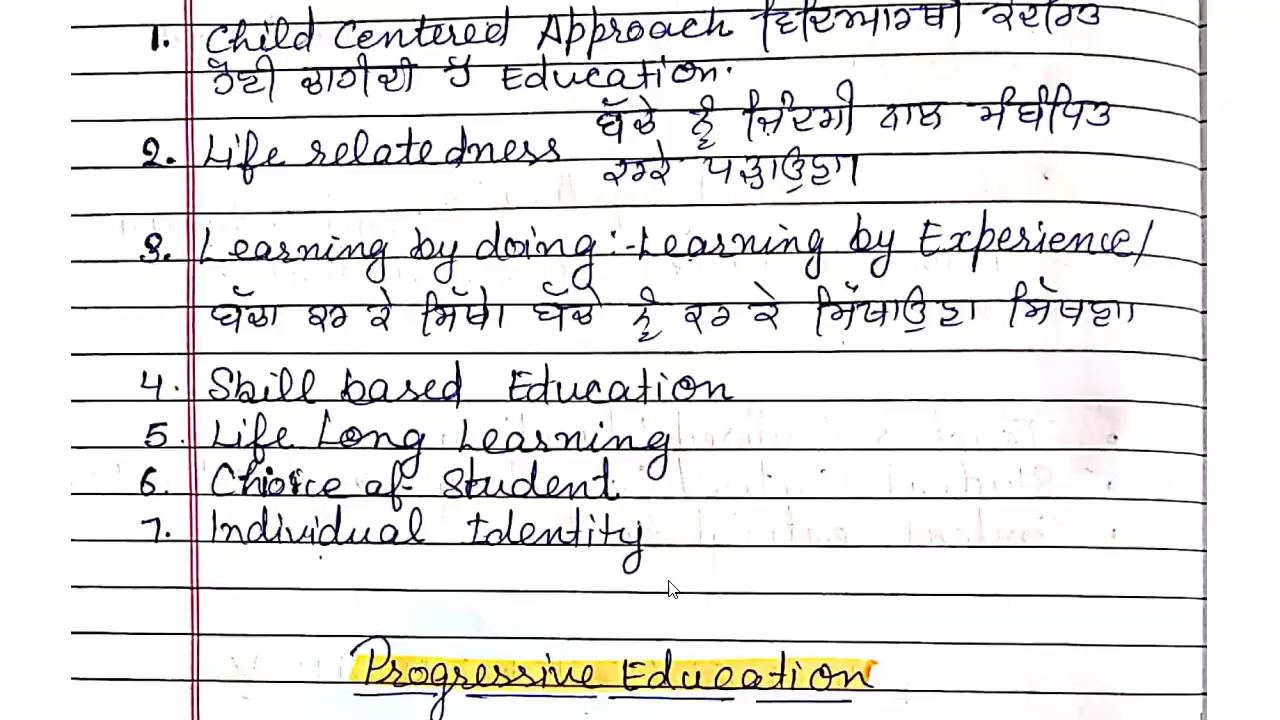 1. Child Centered Approach ਵਿਦਿਆਰਥੀ ਕੇਂਦਰਿਤ
ਹੋਣੀ ਚਾਹੀਦੀ ਹੈ Education.
ਬੱਚੇ ਨੂੰ ਜ਼ਿੰਦਗੀ ਨਾਲ ਸੰਬੰਧਿਤ
2. Life relatedness
ਕਰਕੇ ਪੜ੍ਹਾਉਣਾ
3. Learning by doing :- Learning by Experience/
ਬੱਚਾ ਕਰ ਕੇ ਸਿੱਖੇ। ਬੱਚੇ ਨੂੰ ਕਰ ਕੇ ਸਿੱਖਾਉਣਾ ਸਿੱਖਣਾ
4. Skill based Education
5. Life Long Learning
6. Choice of Student
7. Individual Identity
Progressive Education